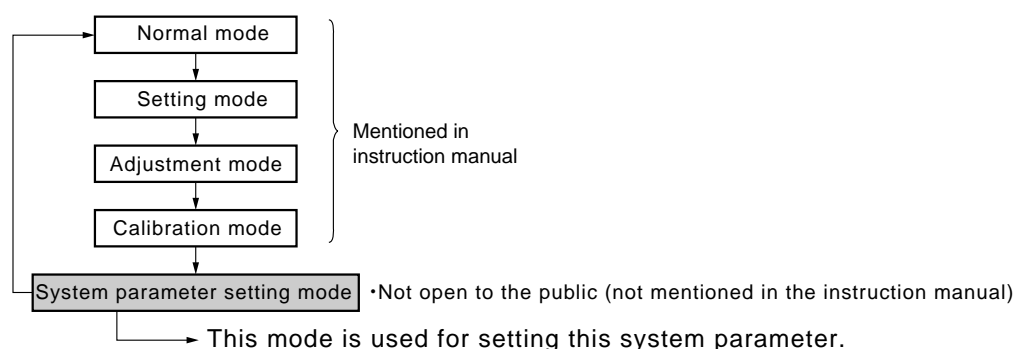 Normal mode
Setting mode
Adjustment mode
Calibration mode
Mentioned in
instruction manual
System parameter setting mode
・Not open to the public (not mentioned in the instruction manual)
This mode is used for setting this system parameter.